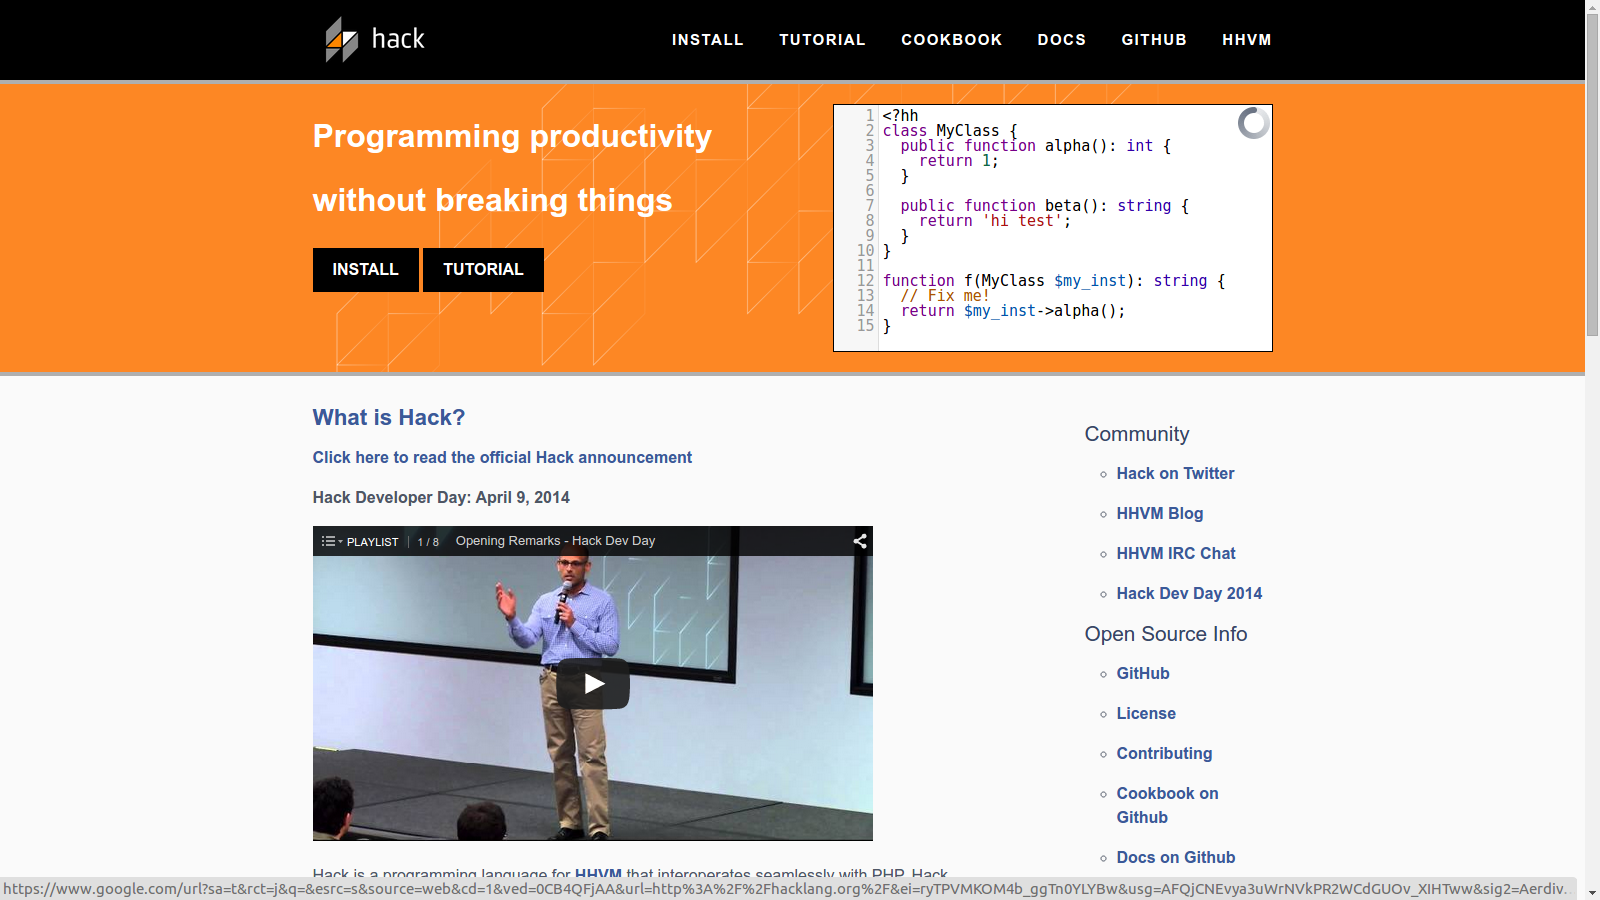 hack
INSTALL TUTORIAL COOKBOOK DOCS GITHUB HHVM
Programming productivity
without breaking things
INSTALL TUTORIAL
1 <?hh
2 class MyClass {
3 public function alpha(): int {
4 return 1;
5 }
6
7 public function beta(): string {
8 return 'hi test';
9 }
10 }
11
12 function f(MyClass $my_inst): string {
13 // Fix me!
14 return $my_inst->alpha();
15 }
What is Hack?
Click here to read the official Hack announcement
Hack Developer Day: April 9, 2014
PLAYLIST | 1 / 8 Opening Remarks - Hack Dev Day
Hack is a programming language for HHVM that interoperates seamlessly with PHP. Hack
Community
Hack on Twitter
HHVM Blog
HHVM IRC Chat
Hack Dev Day 2014
Open Source Info
GitHub
License
Contributing
Cookbook on
Github
Docs on Github
https://www.google.com/url?sa=t&rct=j&q=&esrc=s&source=web&cd=1&ved=0CB4QFjAA&url=http%3A%2F%2Fhacklang.org%2F&ei=ryTPVMKOM4b_ggTn0YLYBw&usg=AFQjCNEvya3uWrNVkPR2WCdGUOv_XIHTww&sig2=Aerdiv...